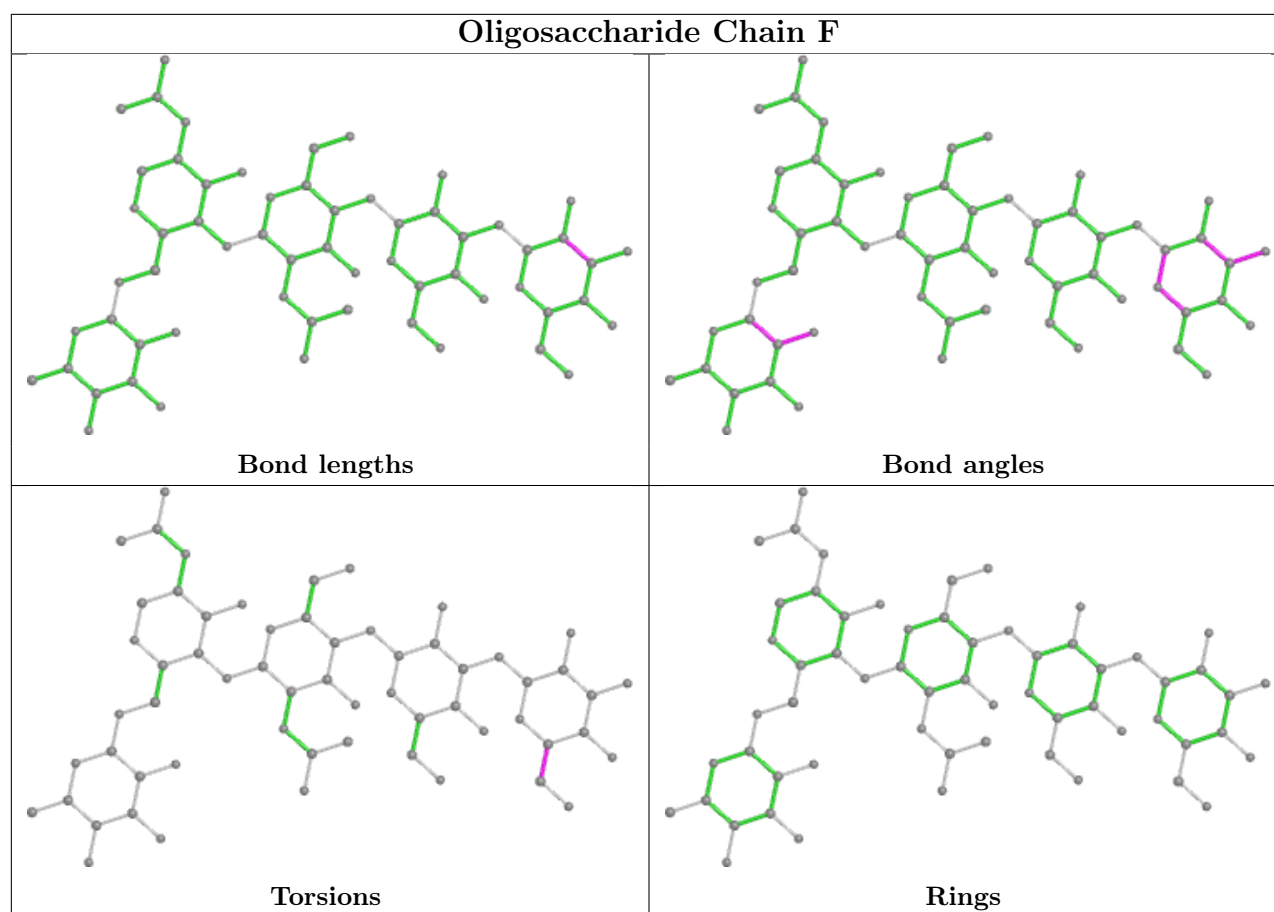 Oligosaccharide Chain F
Bond lengths
Bond angles
Torsions
Rings